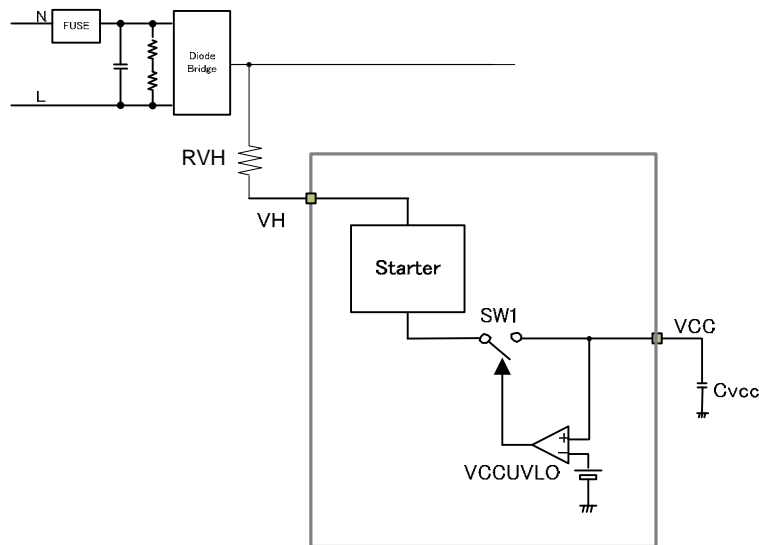 N
FUSE
L
Diode
Bridge
RVH
VH
Starter
SW1
VCC
Cvcc
+
−
VCCUVLO